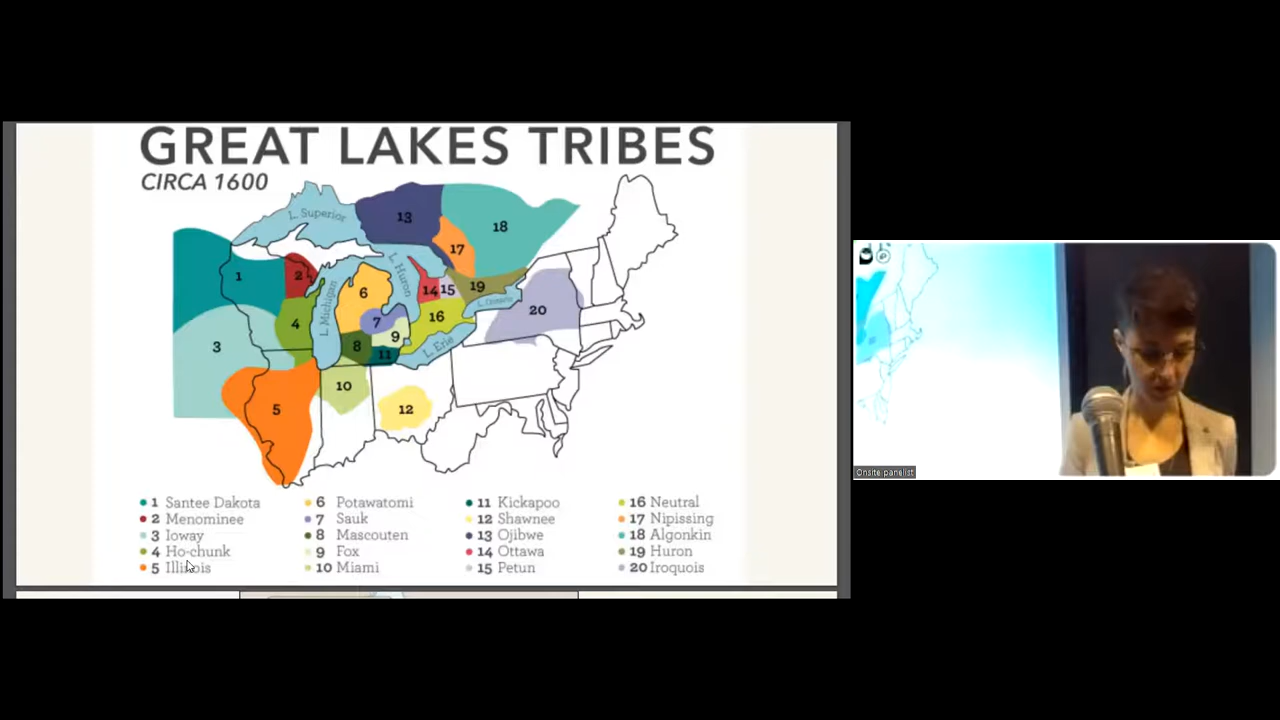 GREAT LAKES TRIBES
CIRCA 1600
L. Superior
L. Michigan
L. Huron
L. Ontario
L. Erie
1
2
3
4
5
6
7
8
9
10
11
12
13
14
15
16
17
18
19
20
1 Santee Dakota
2 Menominee
3 Ioway
4 Ho-chunk
5 Illinois
6 Potawatomi
7 Sauk
8 Mascouten
9 Fox
10 Miami
11 Kickapoo
12 Shawnee
13 Ojibwe
14 Ottawa
15 Petun
16 Neutral
17 Nipissing
18 Algonkin
19 Huron
20 Iroquois
Onsite panelist